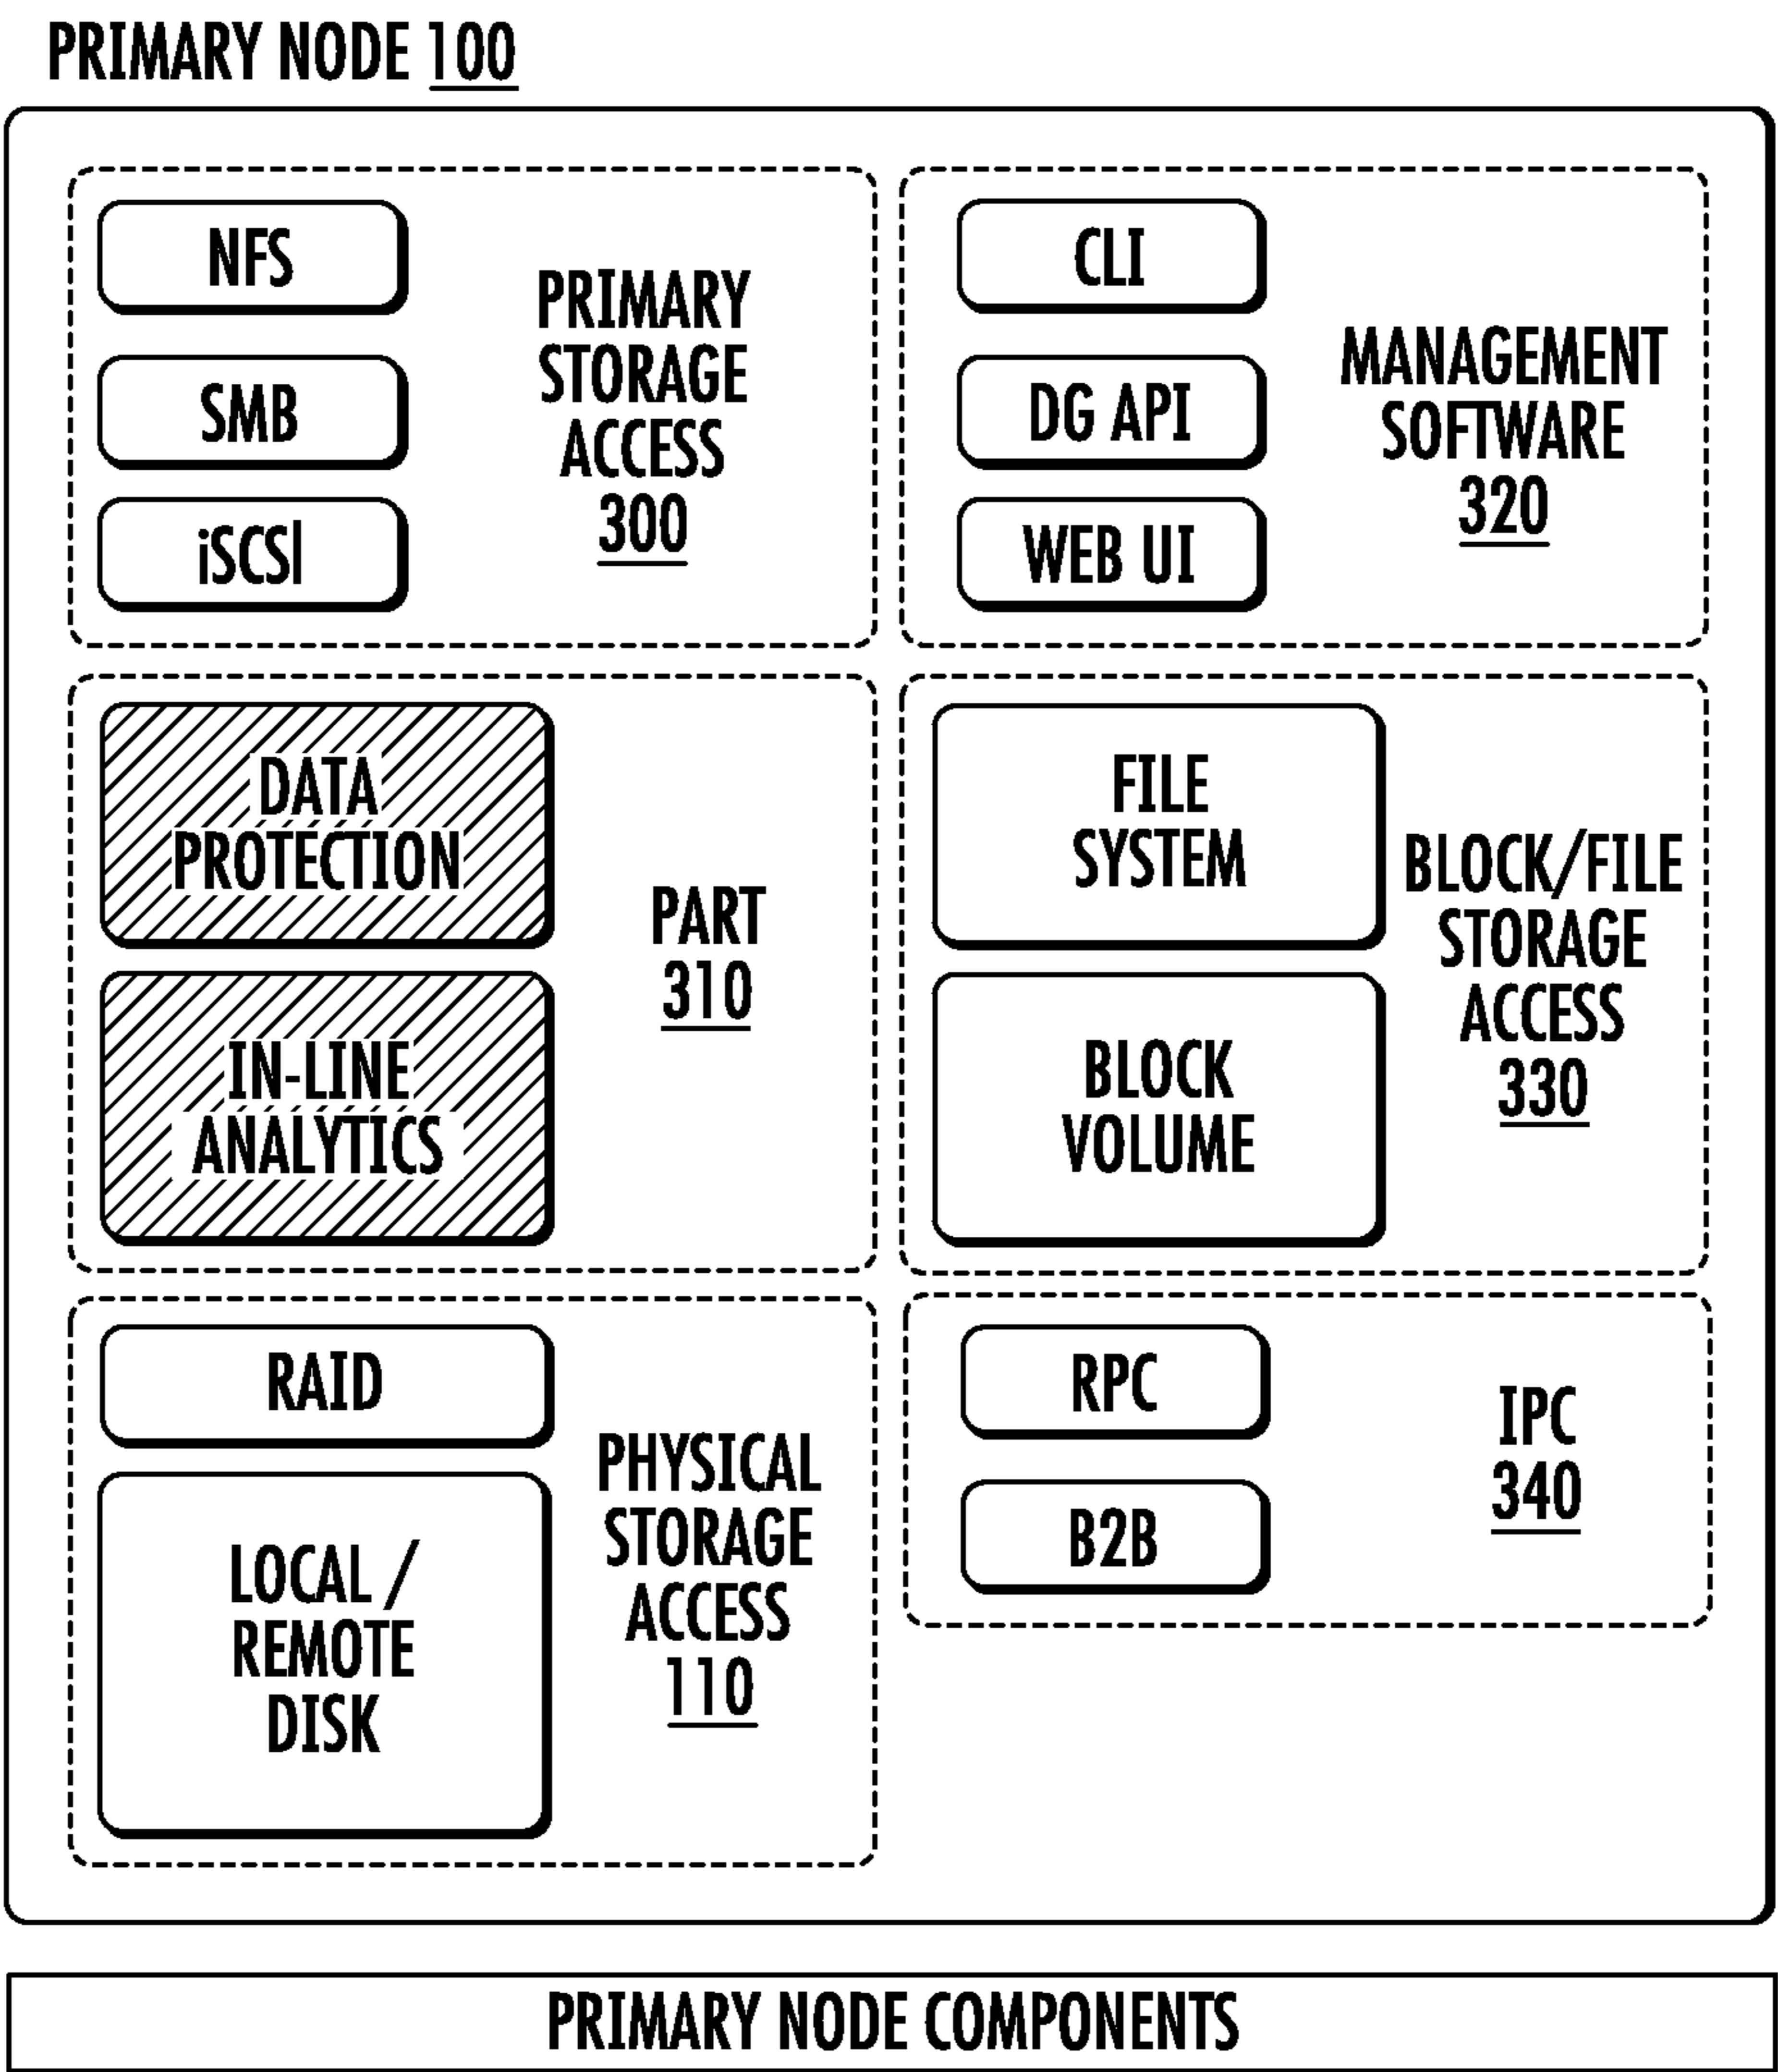 PRIMARY NODE 100
NFS
SMB
iSCSI
PRIMARY
STORAGE
ACCESS
300
CLI
DG API
WEB UI
MANAGEMENT
SOFTWARE
320
DATA
PROTECTION
IN-LINE
ANALYTICS
PART
310
FILE
SYSTEM
BLOCK
VOLUME
BLOCK/FILE
STORAGE
ACCESS
330
RAID
LOCAL/
REMOTE
DISK
PHYSICAL
STORAGE
ACCESS
110
RPC
B2B
IPC
340
PRIMARY NODE COMPONENTS